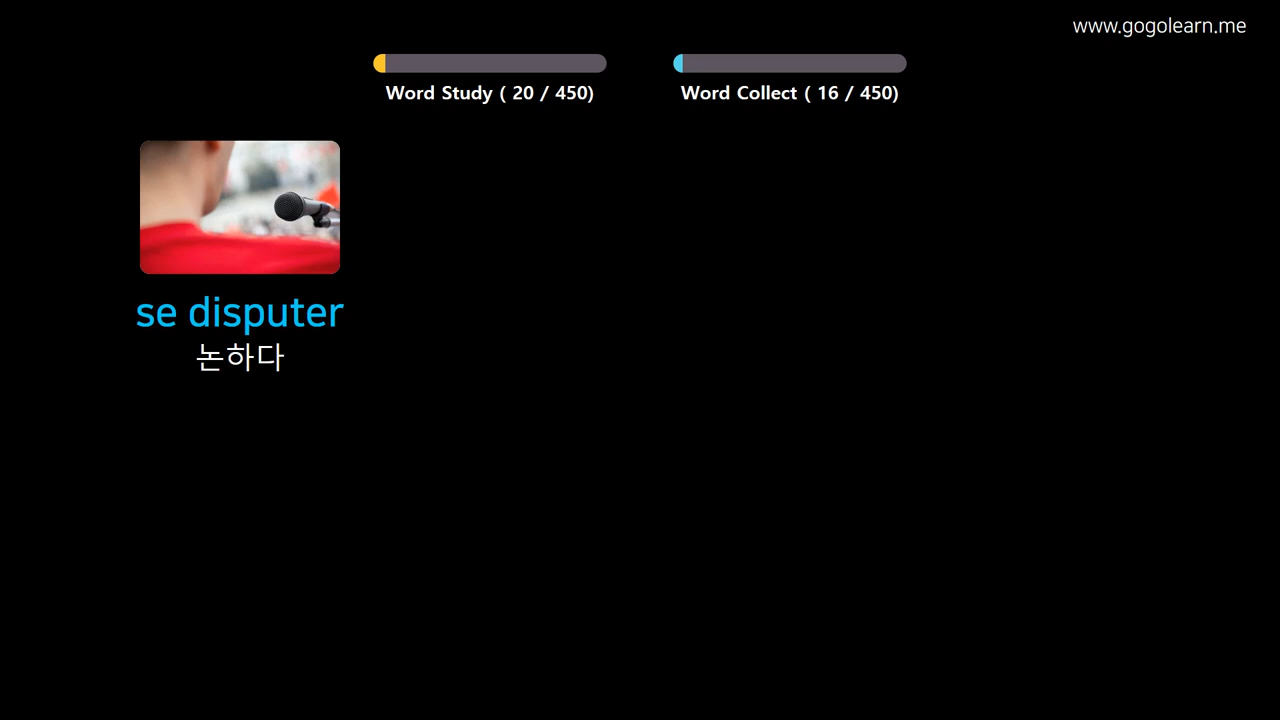 www.gogolearn.me
Word Study ( 20 / 450)
Word Collect ( 16 / 450)
se disputer
논하다